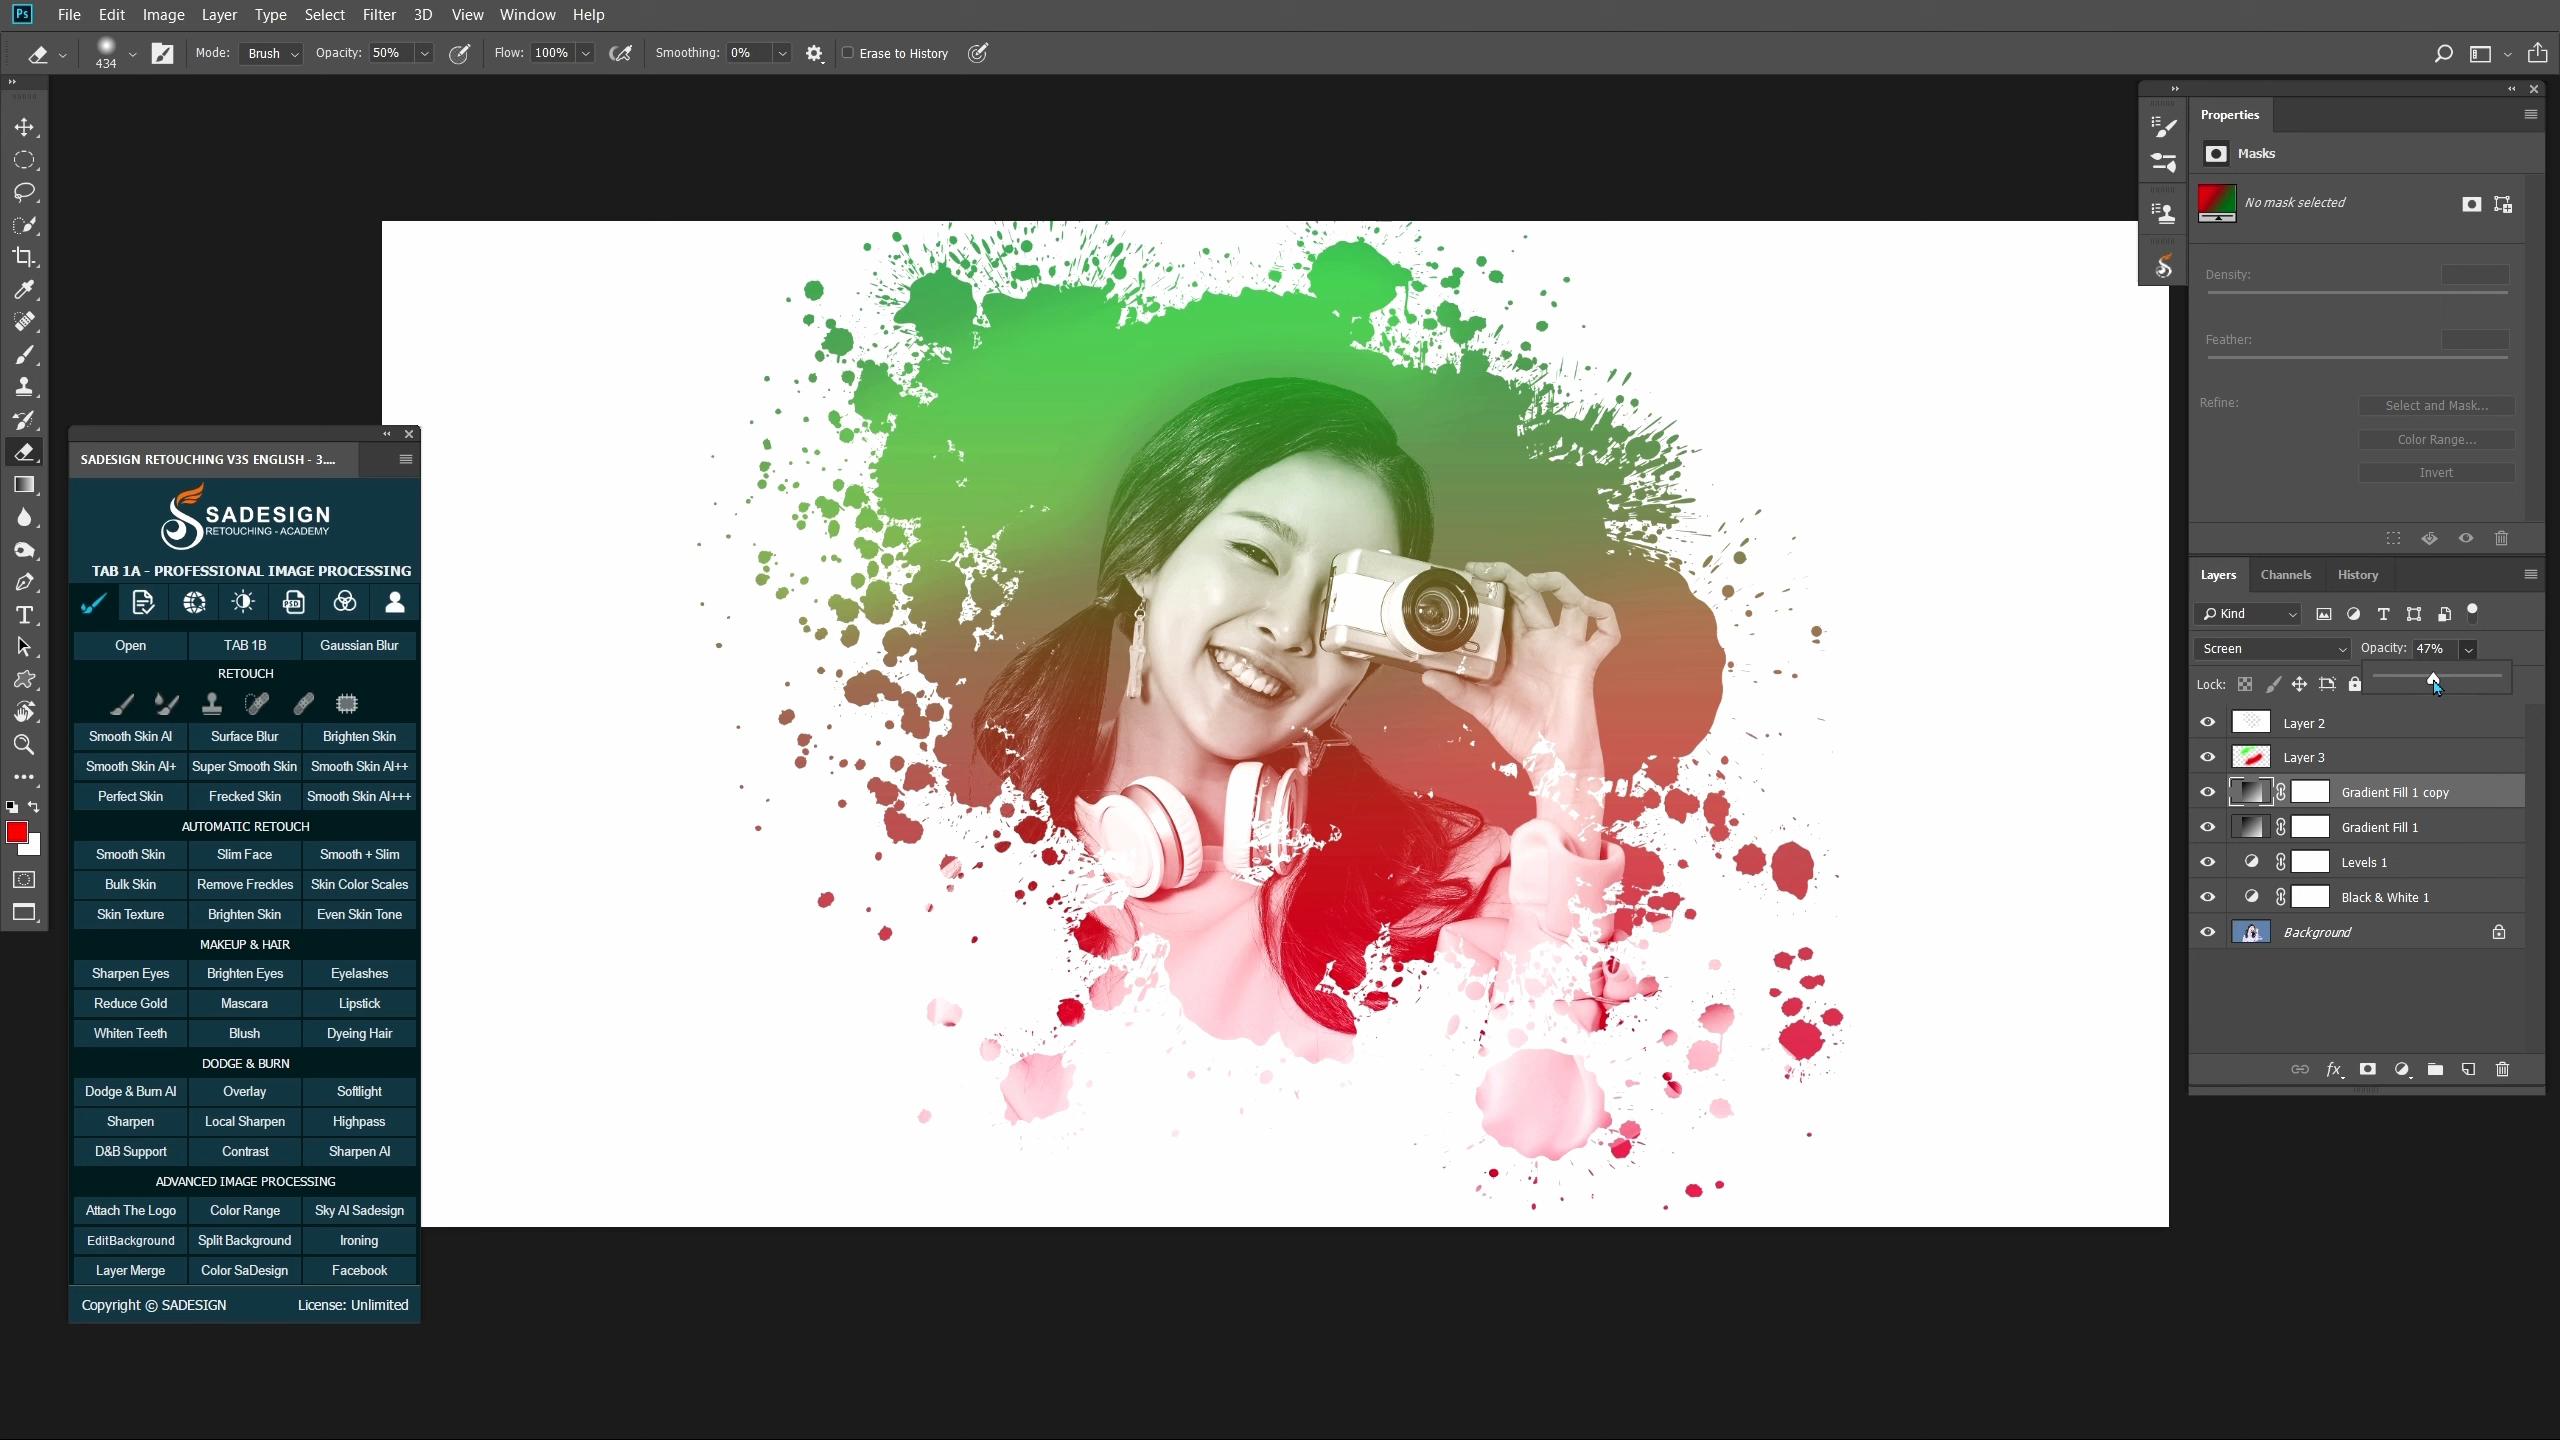 Ps File Edit Image Layer Type Select Filter 3D View Window Help
434 Mode: Brush Opacity: 50% Flow: 100% Smoothing: 0% Erase to History
Properties
Masks
No mask selected
Density:
Feather:
Refine: Select and Mask...
Color Range...
Invert
SADESIGN RETOUCHING V3S ENGLISH - 3....
SADESIGN
RETOUCHING - ACADEMY
TAB 1A - PROFESSIONAL IMAGE PROCESSING
PSD
Open TAB 1B Gaussian Blur
RETOUCH
Smooth Skin AI Surface Blur Brighten Skin
Smooth Skin AI+ Super Smooth Skin Smooth Skin AI++
Perfect Skin Frecked Skin Smooth Skin AI+++
AUTOMATIC RETOUCH
Smooth Skin Slim Face Smooth + Slim
Bulk Skin Remove Freckles Skin Color Scales
Skin Texture Brighten Skin Even Skin Tone
MAKEUP & HAIR
Sharpen Eyes Brighten Eyes Eyelashes
Reduce Gold Mascara Lipstick
Whiten Teeth Blush Dyeing Hair
DODGE & BURN
Dodge & Burn AI Overlay Softlight
Sharpen Local Sharpen Highpass
D&B Support Contrast Sharpen AI
ADVANCED IMAGE PROCESSING
Attach The Logo Color Range Sky AI Sadesign
EditBackground Split Background Ironing
Layer Merge Color SaDesign Facebook
Copyright © SADESIGN License: Unlimited
Layers Channels History
Kind
Screen Opacity: 47%
Lock:
Layer 2
Layer 3
Gradient Fill 1 copy
Gradient Fill 1
Levels 1
Black & White 1
Background
fx